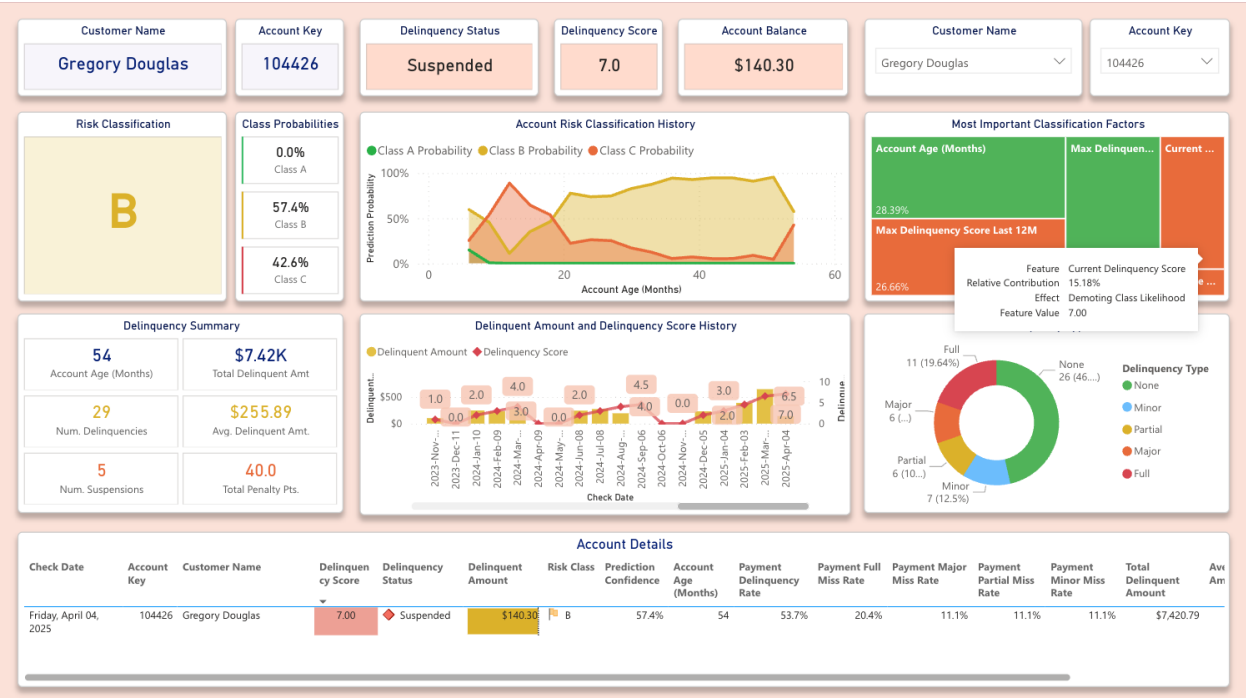 Customer Name
Gregory Douglas
Account Key
104426
Delinquency Status
Suspended
Delinquency Score
7.0
Account Balance
$140.30
Customer Name
Gregory Douglas
Account Key
104426
Risk Classification
B
Class Probabilities
0.0%
Class A
57.4%
Class B
42.6%
Class C
Account Risk Classification History
Class A Probability Class B Probability Class C Probability
Prediction Probability
100%
50%
0%
0 20 40 60
Account Age (Months)
Most Important Classification Factors
Account Age (Months)
28.39%
Max Delinquen...
Current ...
Max Delinquency Score Last 12M
26.66%
Feature Current Delinquency Score
Relative Contribution 15.18%
Effect Demoting Class Likelihood
Feature Value 7.00
Delinquency Summary
54
Account Age (Months)
$7.42K
Total Delinquent Amt
29
Num. Delinquencies
$255.89
Avg. Delinquent Amt.
5
Num. Suspensions
40.0
Total Penalty Pts.
Delinquent Amount and Delinquency Score History
Delinquent Amount Delinquency Score
Delinquent..
$500
$0
1.0
0.0
2.0
4.0
3.0
0.0
2.0
4.5
4.0
0.0
3.0
2.0
6.5
7.0
10
5
0
2023-Nov-...
2023-Dec-11
2024-Jan-10
2024-Feb-09
2024-Mar-...
2024-Apr-09
2024-May-...
2024-Jun-08
2024-Jul-08
2024-Aug-...
2024-Sep-06
2024-Oct-06
2024-Nov-...
2024-Dec-05
2025-Jan-04
2025-Feb-03
2025-Mar-...
2025-Apr-04
Check Date
Full
11 (19.64%)
None
26 (46....)
Major
6 (...)
Partial
6 (10...)
Minor
7 (12.5%)
Delinquency Type
None
Minor
Partial
Major
Full
Account Details
Check Date
Account Key
Customer Name
Delinquen
cy Score
Delinquency
Status
Delinquent
Amount
Risk Class
Prediction
Confidence
Account
Age
(Months)
Payment
Delinquency
Rate
Payment Full
Miss Rate
Payment Major
Miss Rate
Payment
Partial Miss
Rate
Payment
Minor Miss
Rate
Total
Delinquent
Amount
Friday, April 04,
2025
104426 Gregory Douglas 7.00 Suspended $140.30 B 57.4% 54 53.7% 20.4% 11.1% 11.1% 11.1% $7,420.79